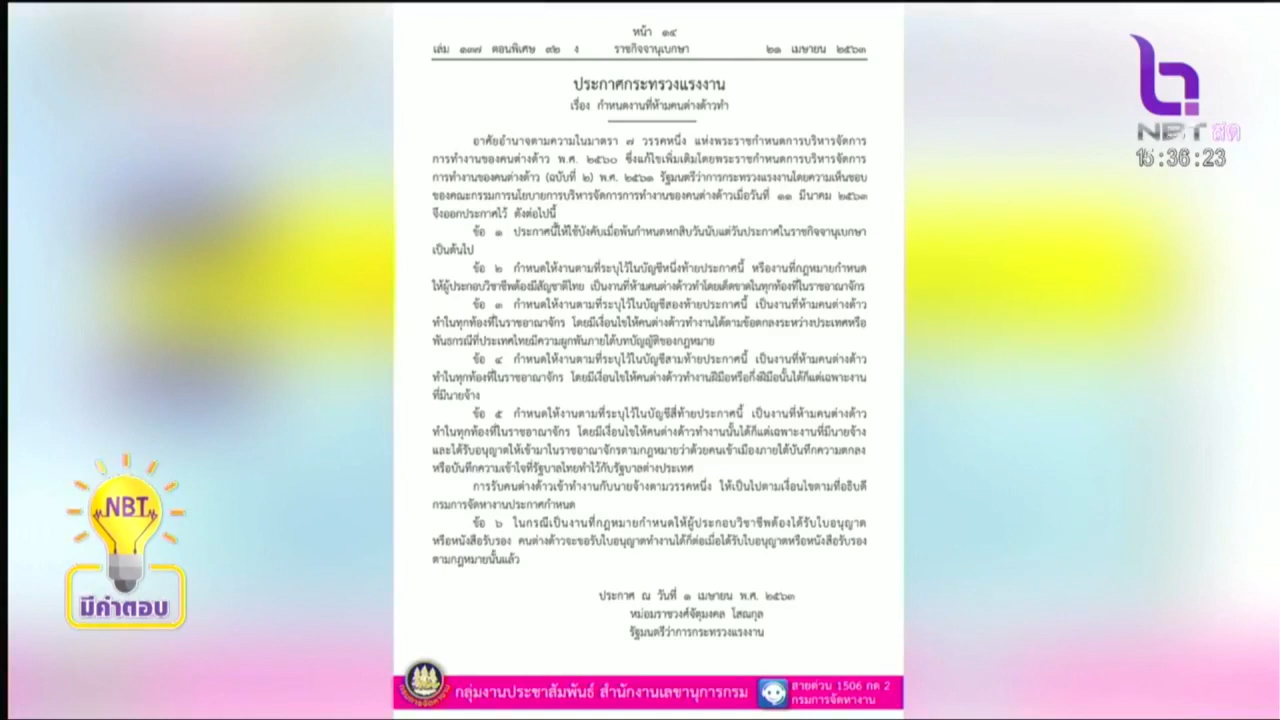 หน้า ๑๔
เล่ม ๑๓๗ ตอนพิเศษ ๙๒ ง ราชกิจจานุเบกษา ๒๑ เมษายน ๒๕๖๓
ประกาศกระทรวงแรงงาน
เรื่อง กำหนดงานที่ห้ามคนต่างด้าวทำ
อาศัยอำนาจตามความในมาตรา ๗ วรรคหนึ่ง แห่งพระราชกำหนดการบริหารจัดการ
การทำงานของคนต่างด้าว พ.ศ. ๒๕๖๐ ซึ่งแก้ไขเพิ่มเติมโดยพระราชกำหนดการบริหารจัดการ
การทำงานของคนต่างด้าว (ฉบับที่ ๒) พ.ศ. ๒๕๖๑ รัฐมนตรีว่าการกระทรวงแรงงานโดยความเห็นชอบ
ของคณะกรรมการนโยบายการบริหารจัดการการทำงานของคนต่างด้าวเมื่อวันที่ ๑๑ มีนาคม ๒๕๖๓
จึงออกประกาศไว้ ดังต่อไปนี้
ข้อ ๑ ประกาศนี้ให้ใช้บังคับเมื่อพ้นกำหนดหกสิบวันนับแต่วันประกาศในราชกิจจานุเบกษา
เป็นต้นไป
ข้อ ๒ กำหนดให้งานตามที่ระบุไว้ในบัญชีหนึ่งท้ายประกาศนี้ หรืองานที่กฎหมายกำหนด
ให้ผู้ประกอบวิชาชีพต้องมีสัญชาติไทย เป็นงานที่ห้ามคนต่างด้าวทำโดยเด็ดขาดในทุกท้องที่ในราชอาณาจักร
ข้อ ๓ กำหนดให้งานตามที่ระบุไว้ในบัญชีสองท้ายประกาศนี้ เป็นงานที่ห้ามคนต่างด้าว
ทำในทุกท้องที่ในราชอาณาจักร โดยมีเงื่อนไขให้คนต่างด้าวทำงานได้ตามข้อตกลงระหว่างประเทศหรือ
พันธกรณีที่ประเทศไทยมีความผูกพันภายใต้บทบัญญัติของกฎหมาย
ข้อ ๔ กำหนดให้งานตามที่ระบุไว้ในบัญชีสามท้ายประกาศนี้ เป็นงานที่ห้ามคนต่างด้าว
ทำในทุกท้องที่ในราชอาณาจักร โดยมีเงื่อนไขให้คนต่างด้าวทำงานฝีมือหรือกึ่งฝีมือนั้นได้ก็แต่เฉพาะงาน
ที่มีนายจ้าง
ข้อ ๕ กำหนดให้งานตามที่ระบุไว้ในบัญชีสี่ท้ายประกาศนี้ เป็นงานที่ห้ามคนต่างด้าว
ทำในทุกท้องที่ในราชอาณาจักร โดยมีเงื่อนไขให้คนต่างด้าวทำงานนั้นได้ก็แต่เฉพาะงานที่มีนายจ้าง
และได้รับอนุญาตให้เข้ามาในราชอาณาจักรตามกฎหมายว่าด้วยคนเข้าเมืองภายใต้บันทึกความตกลง
หรือบันทึกความเข้าใจที่รัฐบาลไทยทำไว้กับรัฐบาลต่างประเทศ
การรับคนต่างด้าวเข้าทำงานกับนายจ้างตามวรรคหนึ่ง ให้เป็นไปตามเงื่อนไขตามที่อธิบดี
กรมการจัดหางานประกาศกำหนด
ข้อ ๖ ในกรณีเป็นงานที่กฎหมายกำหนดให้ผู้ประกอบวิชาชีพต้องได้รับใบอนุญาต
หรือหนังสือรับรอง คนต่างด้าวจะขอรับใบอนุญาตทำงานได้ก็ต่อเมื่อได้รับใบอนุญาตหรือหนังสือรับรอง
ตามกฎหมายนั้นแล้ว
ประกาศ ณ วันที่ ๑ เมษายน พ.ศ. ๒๕๖๓
หม่อมราชวงศ์จัตุมงคล โสณกุล
รัฐมนตรีว่าการกระทรวงแรงงาน
กลุ่มงานประชาสัมพันธ์ สำนักงานเลขานุการกรม
สายด่วน 1506 กด 2
กรมการจัดหางาน
NBT สด
15:36:23
NBT
มีคำตอบ